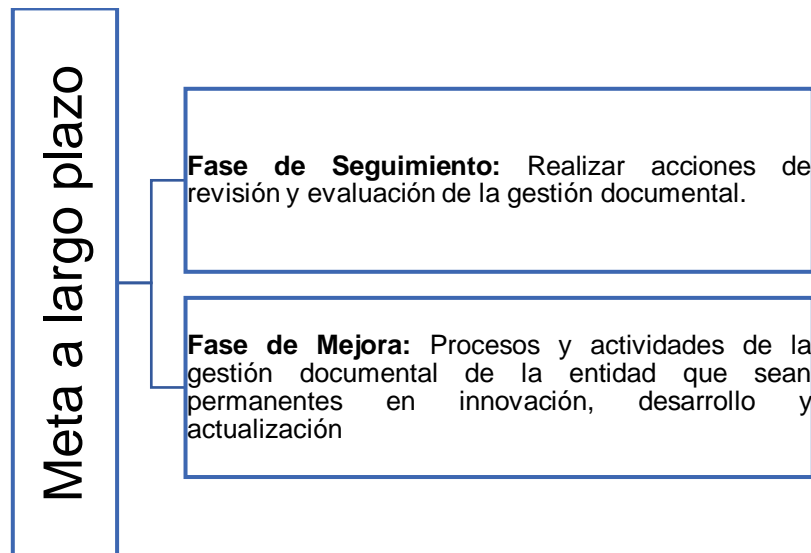 Meta a largo plazo
Fase de Seguimiento: Realizar acciones de
revisión y evaluación de la gestión documental.
Fase de Mejora: Procesos y actividades de la
gestión documental de la entidad que sean
permanentes en innovación, desarrollo y
actualización